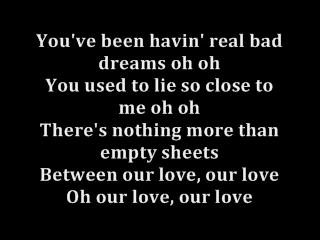 You've been havin' real bad
dreams oh oh
You used to lie so close to
me oh oh
There's nothing more than
empty sheets
Between our love, our love
Oh our love, our love